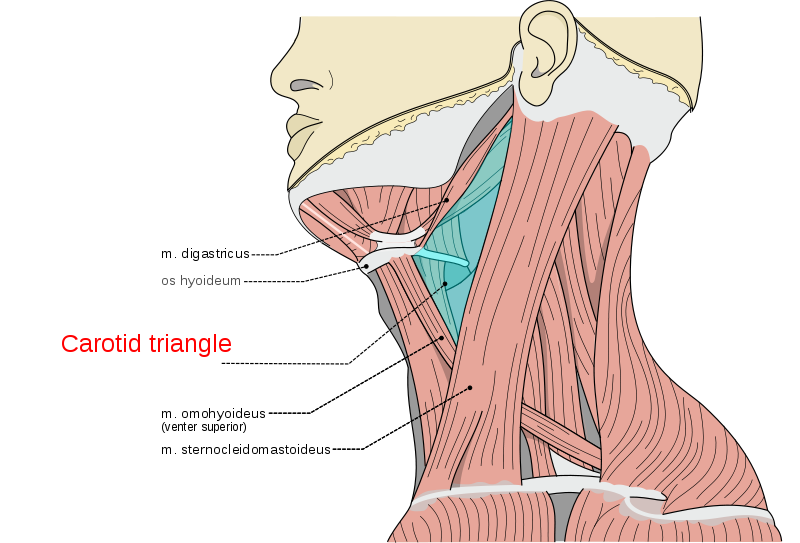 m. digastricus
os hyoideum
Carotid triangle
m. omohyoideus
(venter superior)
m. sternocleidomastoideus